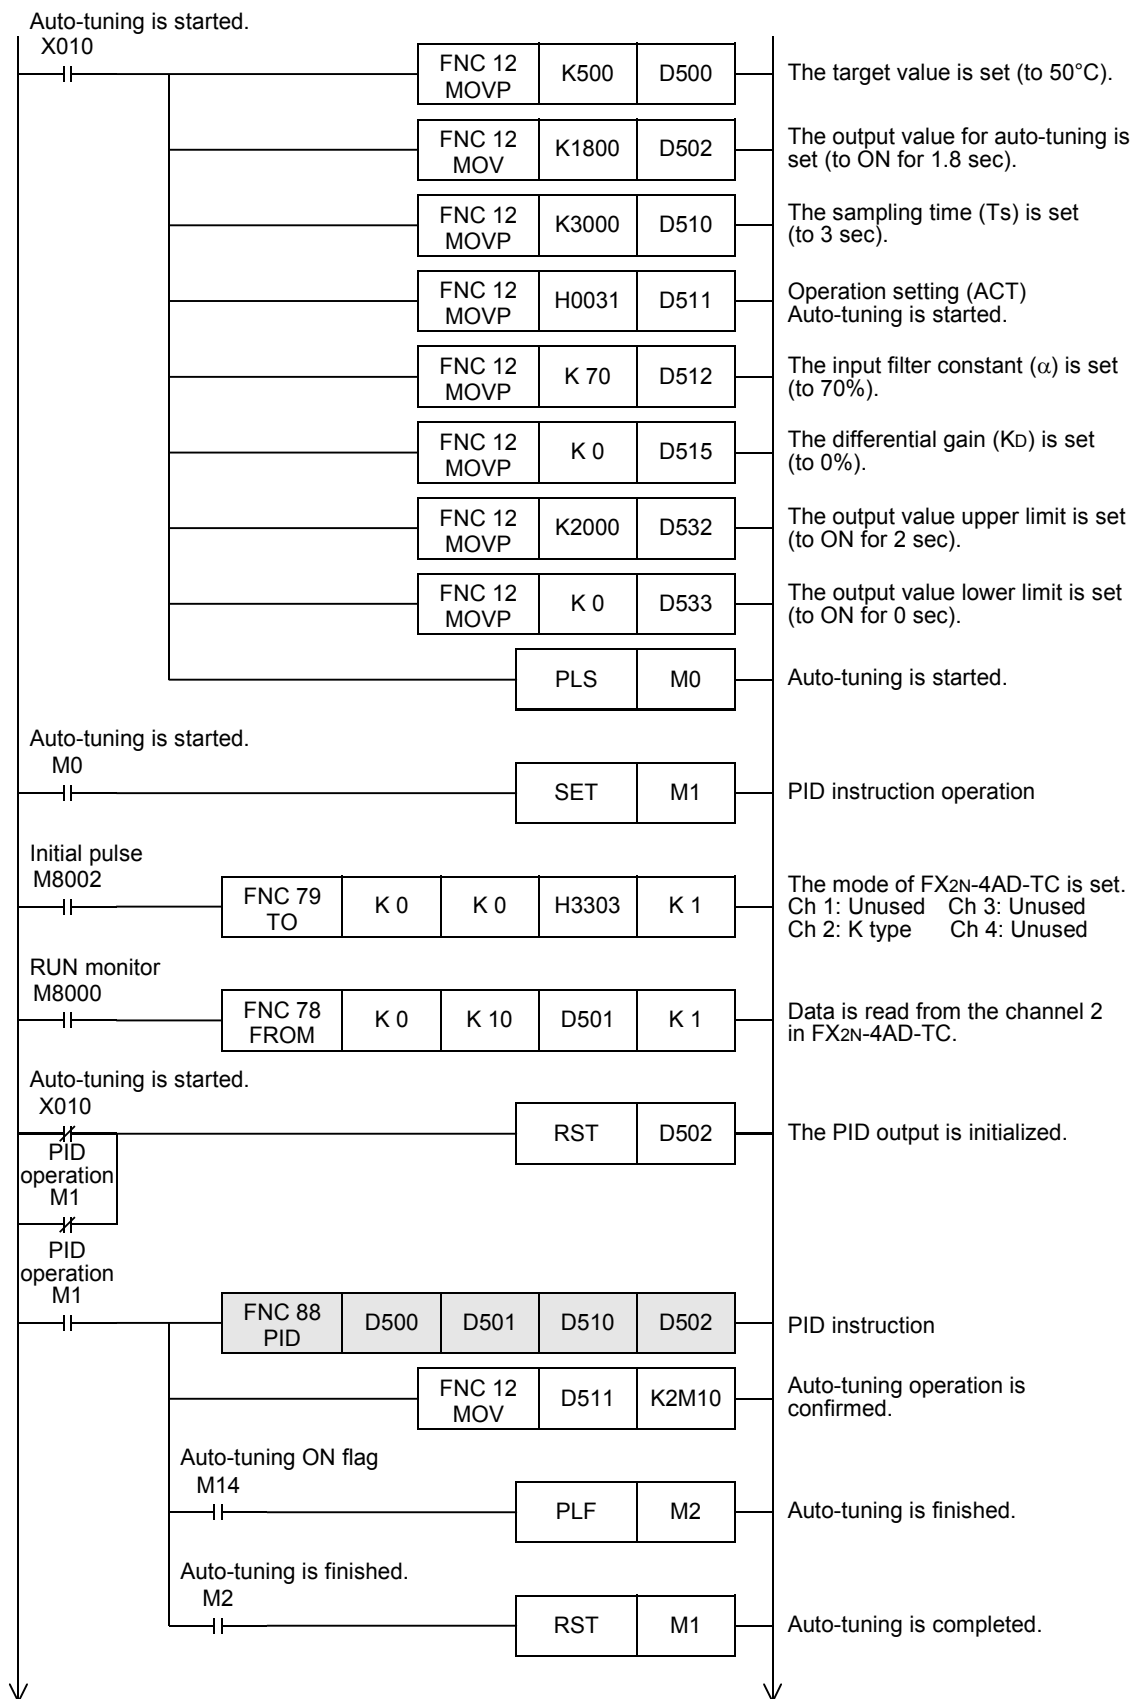 Auto-tuning is started.
X010
FNC 12 MOVP K500 D500 The target value is set (to 50°C).
FNC 12 MOV K1800 D502 The output value for auto-tuning is
set (to ON for 1.8 sec).
FNC 12 MOVP K3000 D510 The sampling time (Ts) is set
(to 3 sec).
FNC 12 MOVP H0031 D511 Operation setting (ACT)
Auto-tuning is started.
FNC 12 MOVP K 70 D512 The input filter constant (α) is set
(to 70%).
FNC 12 MOVP K 0 D515 The differential gain (KD) is set
(to 0%).
FNC 12 MOVP K2000 D532 The output value upper limit is set
(to ON for 2 sec).
FNC 12 MOVP K 0 D533 The output value lower limit is set
(to ON for 0 sec).
PLS M0 Auto-tuning is started.
Auto-tuning is started.
M0
SET M1 PID instruction operation
Initial pulse
M8002
FNC 79 TO K 0 K 0 H3303 K 1 The mode of FX2N-4AD-TC is set.
Ch 1: Unused Ch 3: Unused
Ch 2: K type Ch 4: Unused
RUN monitor
M8000
FNC 78 FROM K 0 K 10 D501 K 1 Data is read from the channel 2
in FX2N-4AD-TC.
Auto-tuning is started.
X010
RST D502 The PID output is initialized.
PID
operation
M1
PID
operation
M1
FNC 88 PID D500 D501 D510 D502 PID instruction
FNC 12 MOV D511 K2M10 Auto-tuning operation is
confirmed.
Auto-tuning ON flag
M14
PLF M2 Auto-tuning is finished.
Auto-tuning is finished.
M2
RST M1 Auto-tuning is completed.